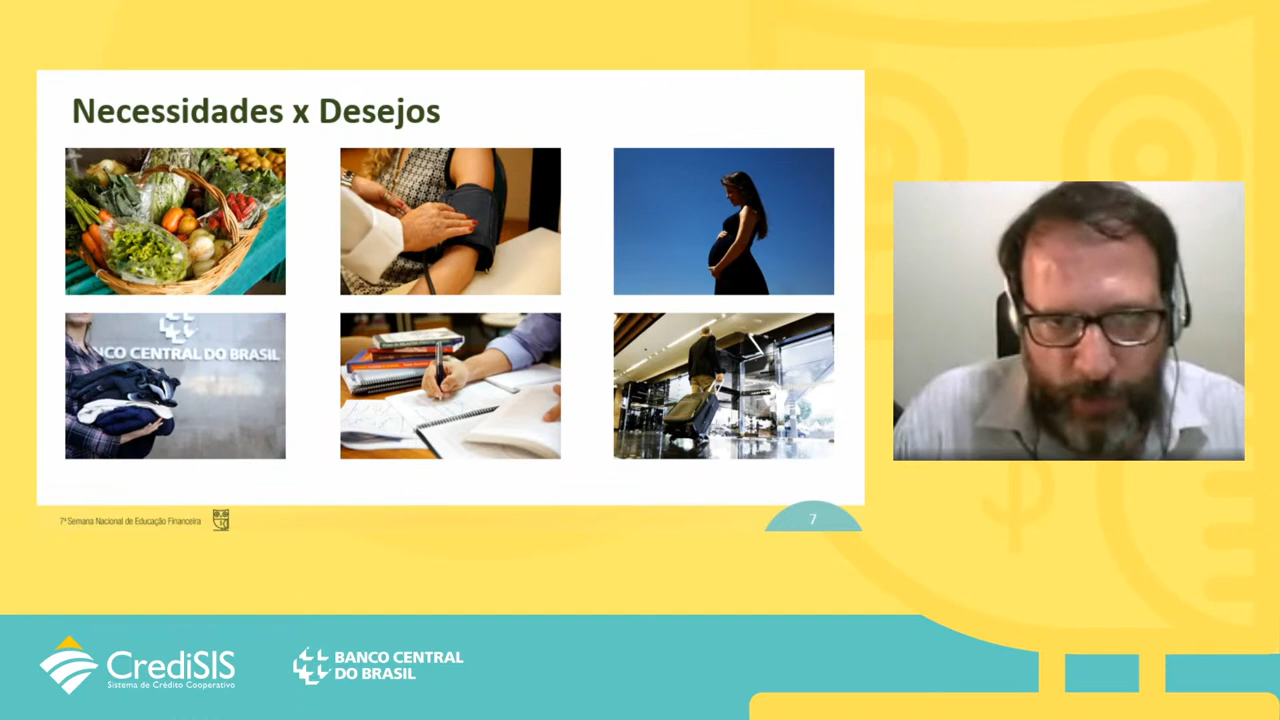 Necessidades x Desejos
NCO CENTRAL DO BRASIL
7ª Semana Nacional de Educação Financeira
7
CrediSIS
Sistema de Crédito Cooperativo
BANCO CENTRAL
DO BRASIL